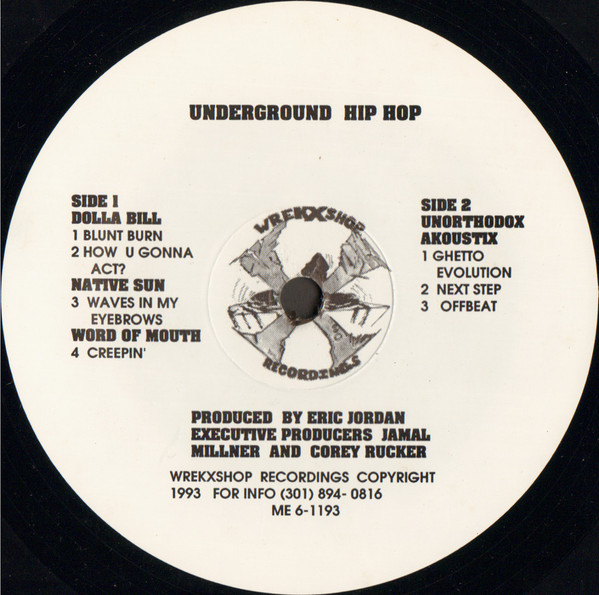 UNDERGROUND HIP HOP
SIDE 1
DOLLA BILL
1 BLUNT BURN
2 HOW U GONNA
ACT?
NATIVE SUN
3 WAVES IN MY
EYEBROWS
WORD OF MOUTH
4 CREEPIN'
WREKXSHOP
RECORDINGS
SIDE 2
UNORTHODOX
AKOUSTIX
1 GHETTO
EVOLUTION
2 NEXT STEP
3 OFFBEAT
PRODUCED BY ERIC JORDAN
EXECUTIVE PRODUCERS JAMAL
MILLNER AND COREY RUCKER
WREKXSHOP RECORDINGS COPYRIGHT
1993 FOR INFO (301) 894- 0816
ME 6-1193